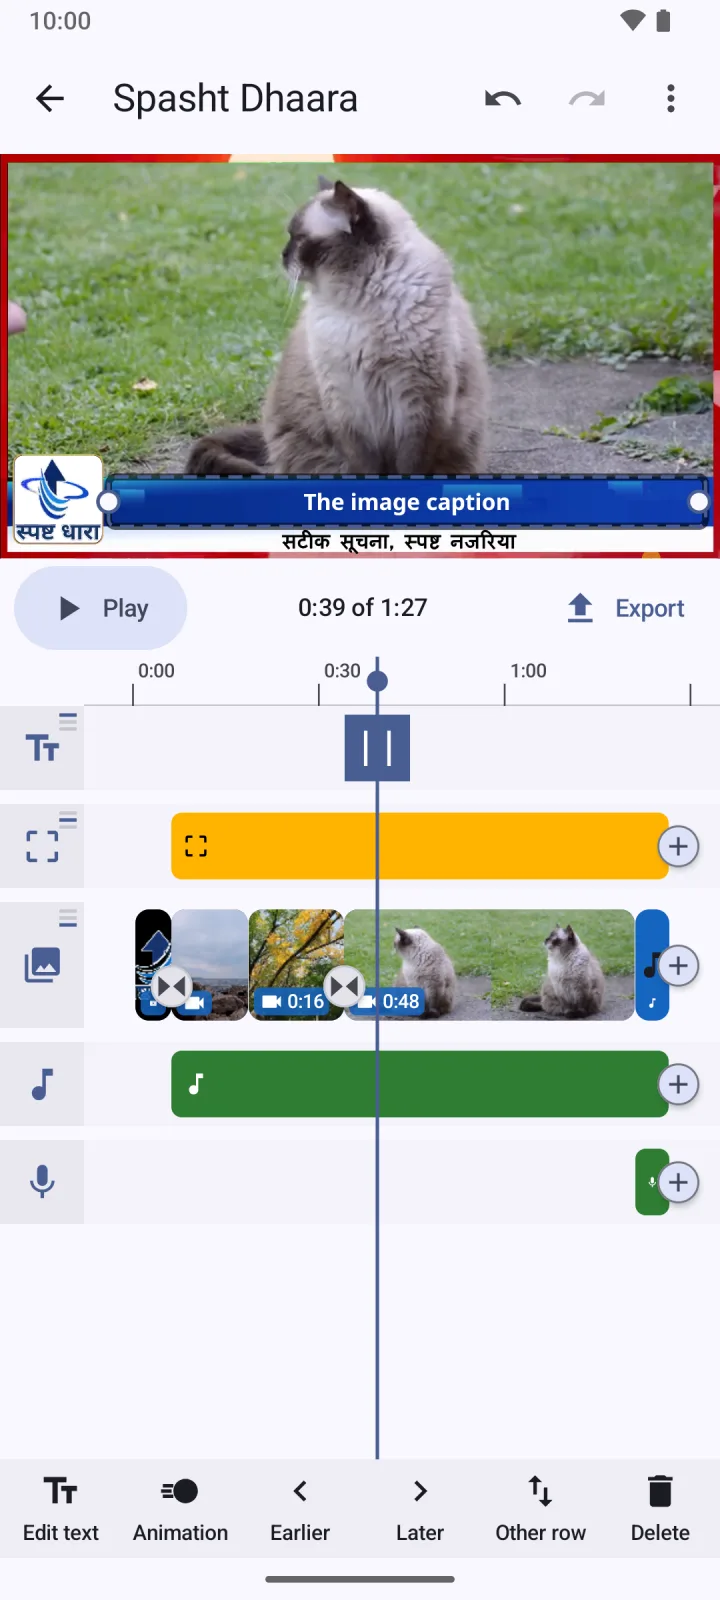 10:00
Spasht Dhaara
The image caption
स्पष्ट धारा
सटीक सूचना, स्पष्ट नजरिया
Play
0:39 of 1:27
Export
0:00
0:30
1:00
0:16
0:48
Edit text
Animation
Earlier
Later
Other row
Delete